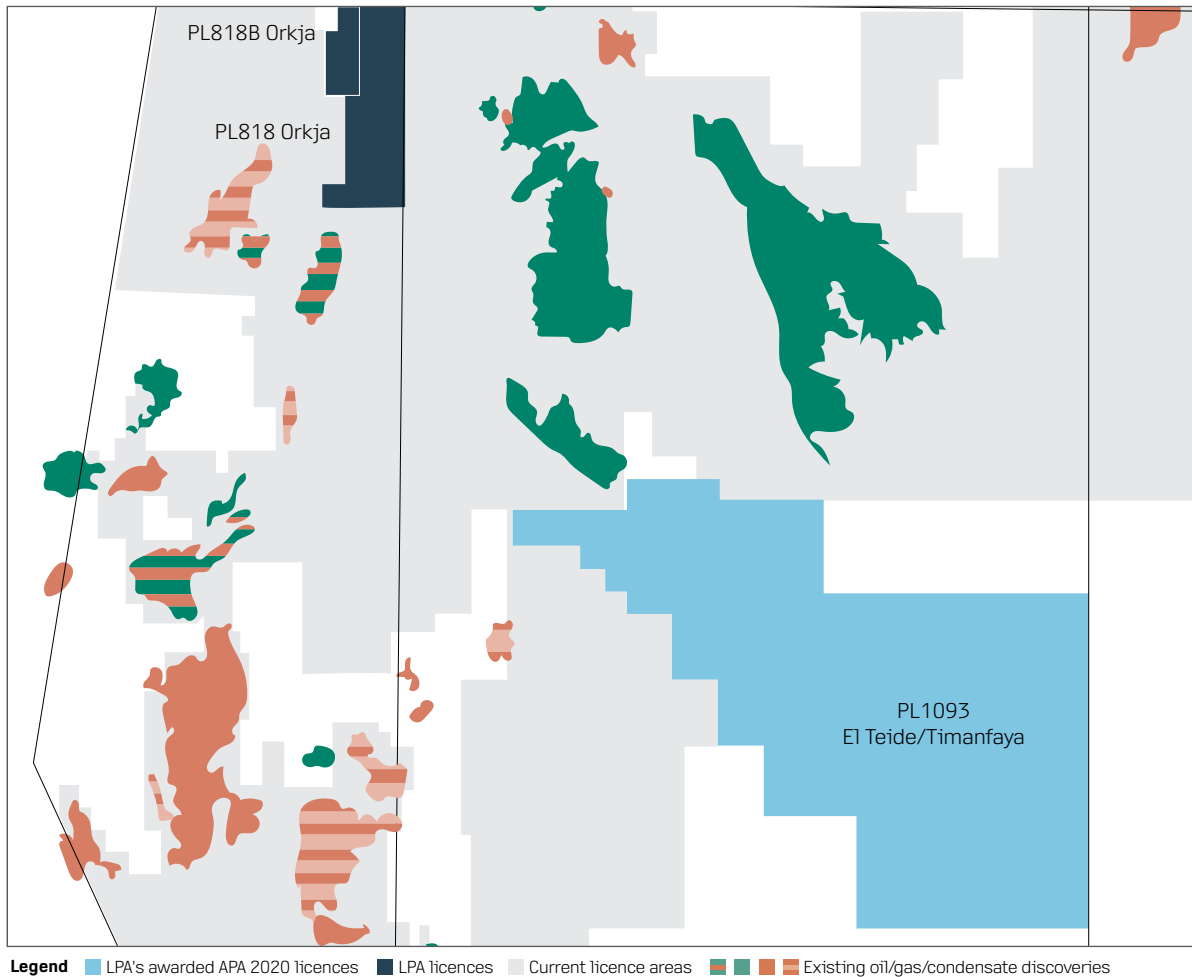 PL818B Orkja
PL818 Orkja
PL1093
El Teide/Timanfaya
Legend LPA's awarded APA 2020 licences LPA licences Current licence areas Existing oil/gas/condensate discoveries